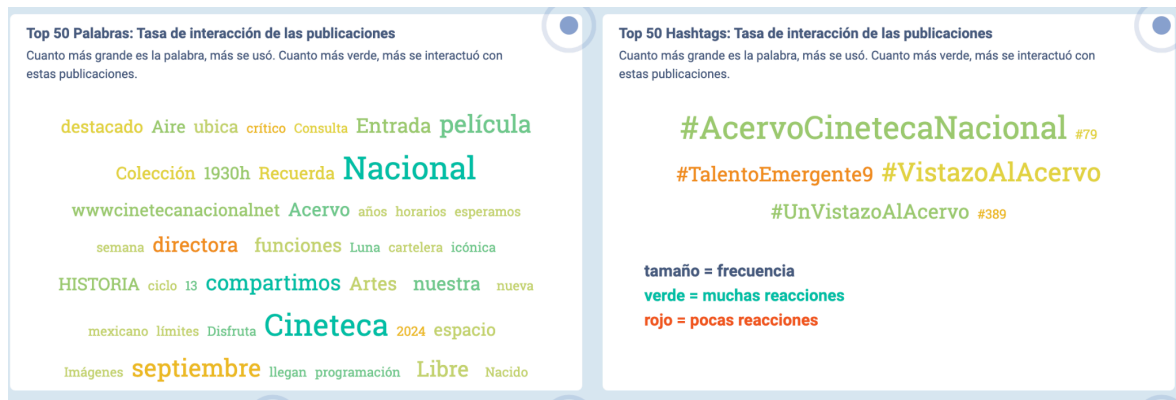 Top 50 Palabras: Tasa de interacción de las publicaciones
Cuanto más grande es la palabra, más se usó. Cuanto más verde, más se interactuó con
estas publicaciones.
destacado Aire ubica crítico Consulta Entrada película
Colección 1930h Recuerda Nacional
wwwcinetecanacionalnet Acervo años horarios esperamos
semana directora funciones Luna cartelera icónica
HISTORIA ciclo 13 compartimos Artes nuestra nueva
mexicano límites Disfruta Cineteca 2024 espacio
Imágenes septiembre llegan programación Libre Nacido
Top 50 Hashtags: Tasa de interacción de las publicaciones
Cuanto más grande es la palabra, más se usó. Cuanto más verde, más se interactuó con
estas publicaciones.
#AcervoCinetecaNacional #79
#TalentoEmergente9 #VistazoAlAcervo
#UnVistazoAlAcervo #389
tamaño = frecuencia
verde = muchas reacciones
rojo = pocas reacciones